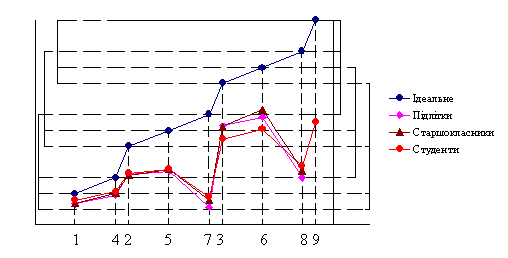 Ідеальне
Підлітки
Старшокласники
Студенти
1 4 2 5 7 3 6 8 9